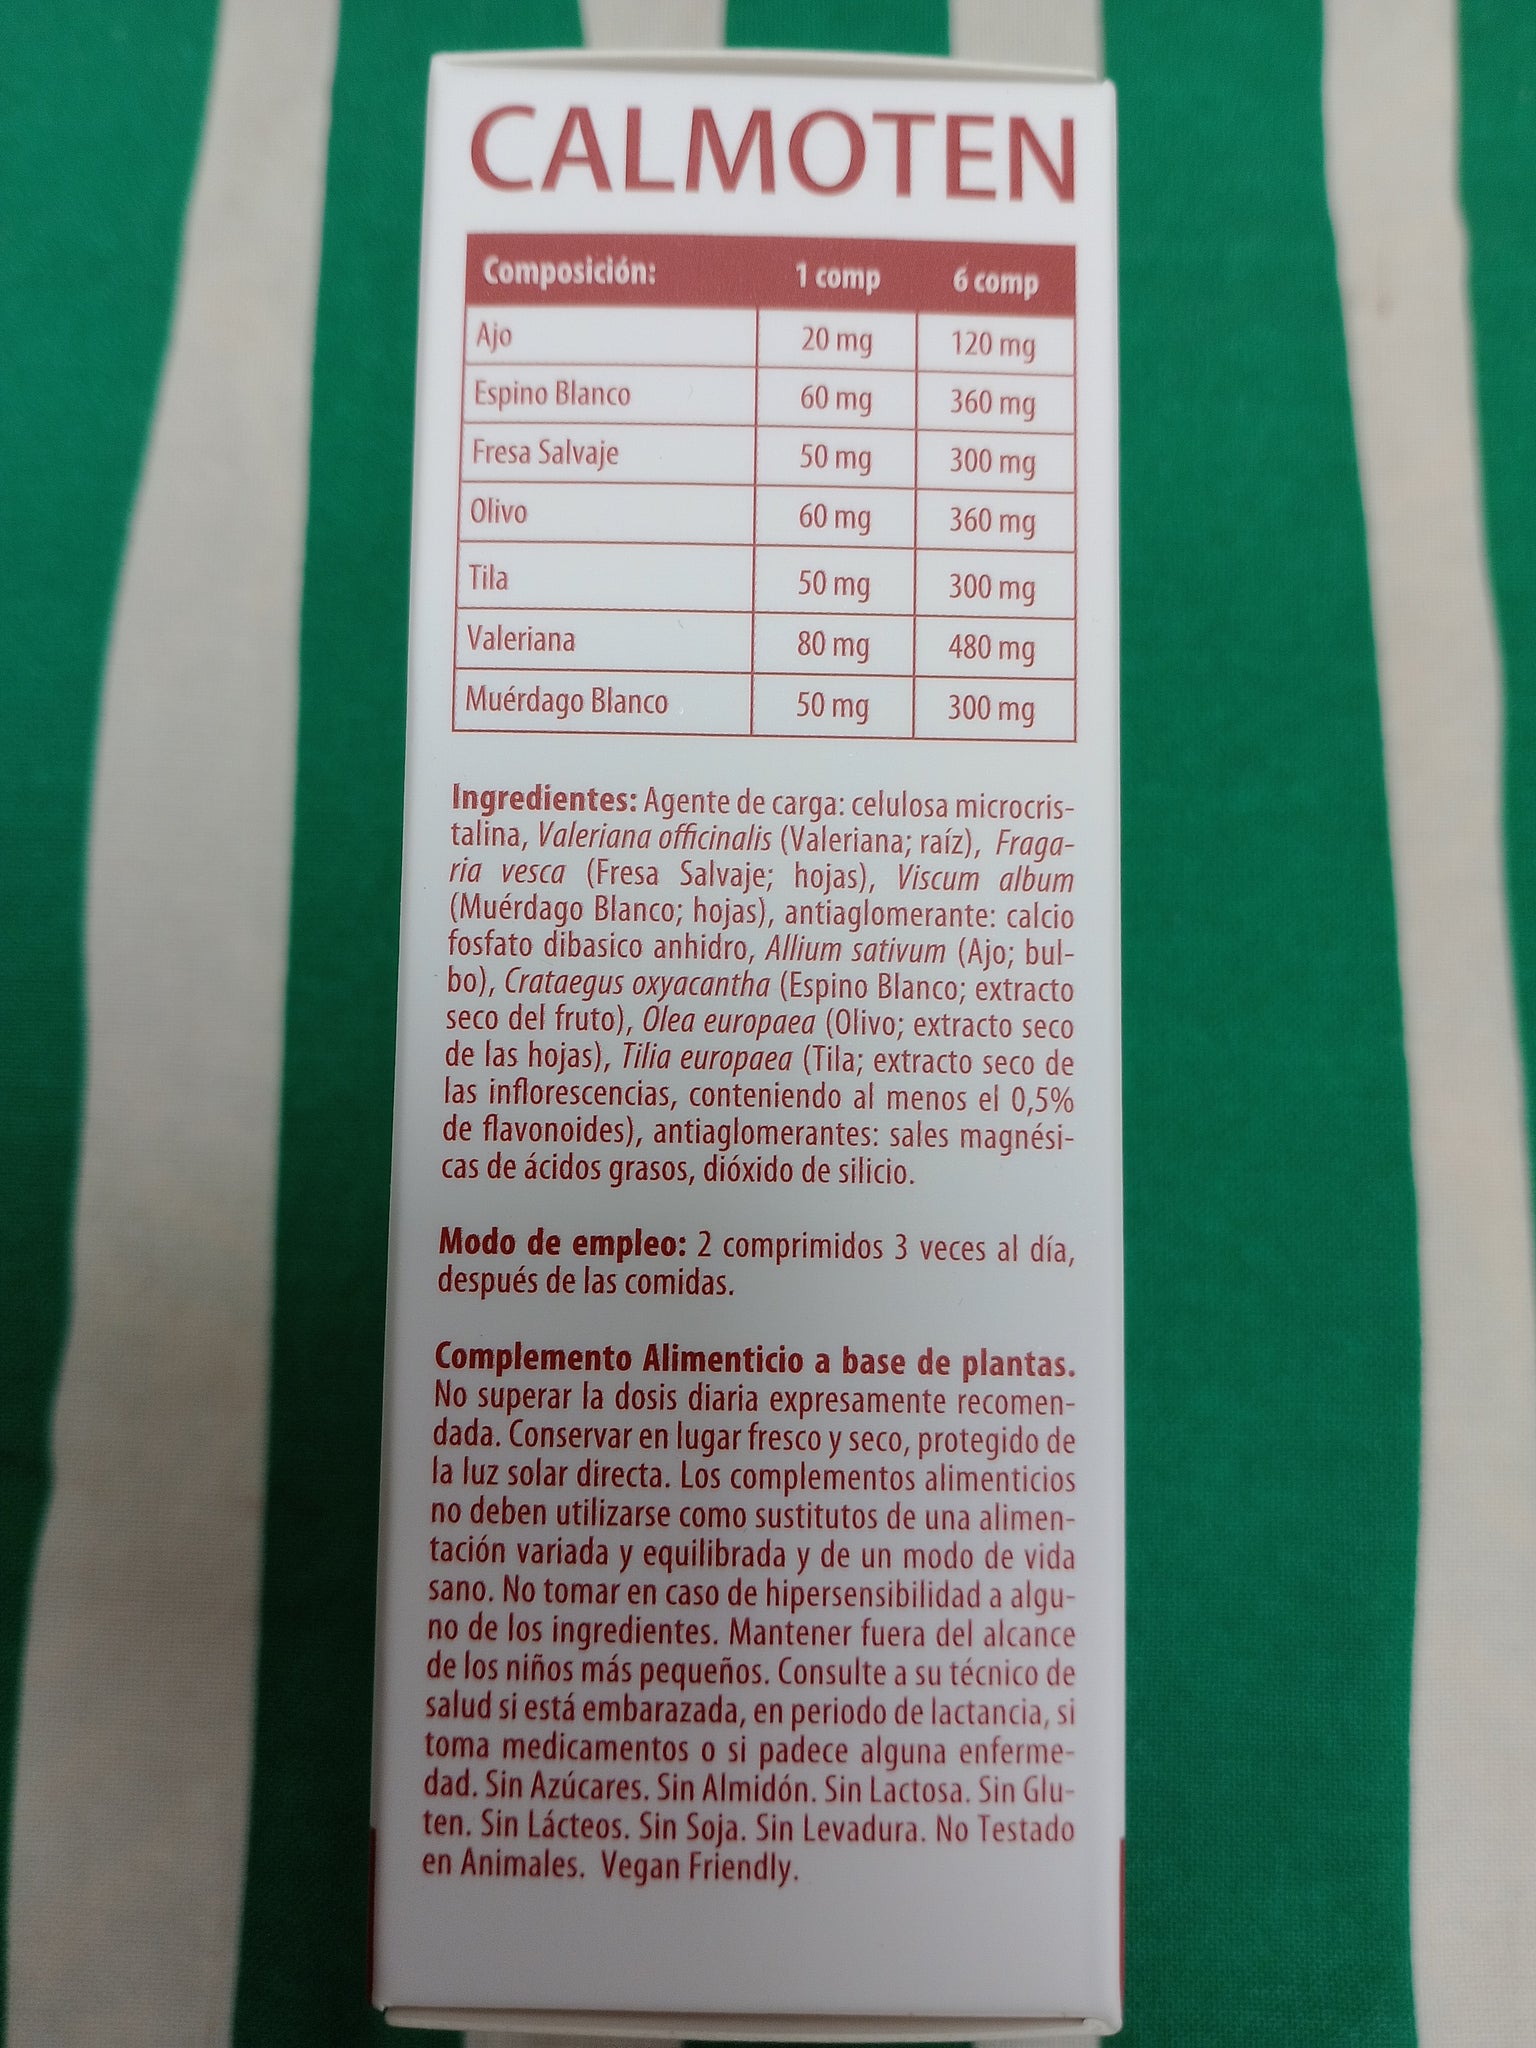 CALMOTEN
Composición: 1 comp 6 comp
Ajo 20 mg 120 mg
Espino Blanco 60 mg 360 mg
Fresa Salvaje 50 mg 300 mg
Olivo 60 mg 360 mg
Tila 50 mg 300 mg
Valeriana 80 mg 480 mg
Muérdago Blanco 50 mg 300 mg
Ingredientes: Agente de carga: celulosa microcris-
talina, Valeriana officinalis (Valeriana; raíz), Fraga-
ria vesca (Fresa Salvaje; hojas), Viscum album
(Muérdago Blanco; hojas), antiaglomerante: calcio
fosfato dibasico anhidro, Allium sativum (Ajo; bul-
bo), Crataegus oxyacantha (Espino Blanco; extracto
seco del fruto), Olea europaea (Olivo; extracto seco
de las hojas), Tilia europaea (Tila; extracto seco de
las inflorescencias, conteniendo al menos el 0,5%
de flavonoides), antiaglomerantes: sales magnési-
cas de ácidos grasos, dióxido de silicio.
Modo de empleo: 2 comprimidos 3 veces al día,
después de las comidas.
Complemento Alimenticio a base de plantas.
No superar la dosis diaria expresamente recomen-
dada. Conservar en lugar fresco y seco, protegido de
la luz solar directa. Los complementos alimenticios
no deben utilizarse como sustitutos de una alimen-
tación variada y equilibrada y de un modo de vida
sano. No tomar en caso de hipersensibilidad a algu-
no de los ingredientes. Mantener fuera del alcance
de los niños más pequeños. Consulte a su técnico de
salud si está embarazada, en periodo de lactancia, si
toma medicamentos o si padece alguna enferme-
dad. Sin Azúcares. Sin Almidón. Sin Lactosa. Sin Glu-
ten. Sin Lácteos. Sin Soja. Sin Levadura. No Testado
en Animales. Vegan Friendly.